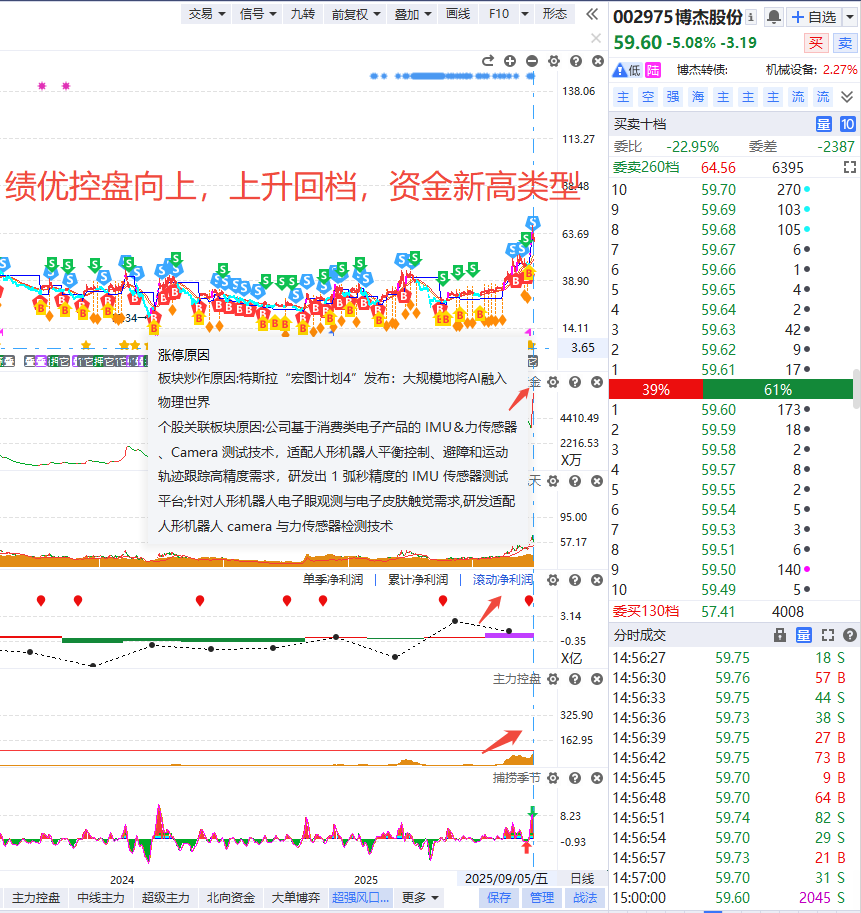 交易 信号 九转 前复权 叠加 画线 F10 形态
138.06
113.27
绩优控盘向上，上升回档，资金新高类型
88.48
63.69
38.90
14.11
3.65
涨停原因
板块炒作原因:特斯拉“宏图计划4”发布：大规模地将AI融入
物理世界
个股关联板块原因:公司基于消费类电子产品的 IMU＆力传感器
、Camera 测试技术，适配人形机器人平衡控制、避障和运动
轨迹跟踪高精度需求，研发出 1 弧秒精度的 IMU 传感器测试
平台;针对人形机器人电子眼观测与电子皮肤触觉需求,研发适配
人形机器人 camera 与力传感器检测技术
金
4410.49
2216.53
X万
天
95.00
57.17
单季净利润 | 累计净利润 | 滚动净利润
3.14
-0.35
X亿
主力控盘
325.90
162.95
捕捞季节
8.23
-0.93
2024 2025 2025/09/05/五 日线
主力控盘 中线主力 超级主力 北向资金 大单博弈 超强风口... 更多 保存 管理 战法
002975博杰股份 自选
59.60 -5.08% -3.19 买 卖
低 陆 博杰转债: 机械设备: 2.27%
主 空 强 海 主 主 主 流 流
买卖十档 量 10
委比 -22.95% 委差 -2387
委卖260档 64.56 6395
10 59.70 270
9 59.69 103
8 59.68 105
7 59.67 6
6 59.66 1
5 59.65 4
4 59.64 2
3 59.63 42
2 59.62 9
1 59.61 17
39% 61%
1 59.60 173
2 59.59 18
3 59.58 2
4 59.57 8
5 59.55 2
6 59.54 5
7 59.53 3
8 59.51 6
9 59.50 140
10 59.49 5
委买130档 57.41 4008
分时成交 量
14:56:27 59.75 18 S
14:56:30 59.76 57 B
14:56:33 59.75 44 S
14:56:36 59.73 38 S
14:56:39 59.75 27 B
14:56:42 59.75 73 B
14:56:45 59.70 9 B
14:56:48 59.70 64 B
14:56:51 59.74 82 S
14:56:54 59.70 29 S
14:56:57 59.73 21 B
14:57:00 59.70 31 S
15:00:00 59.60 2045 S